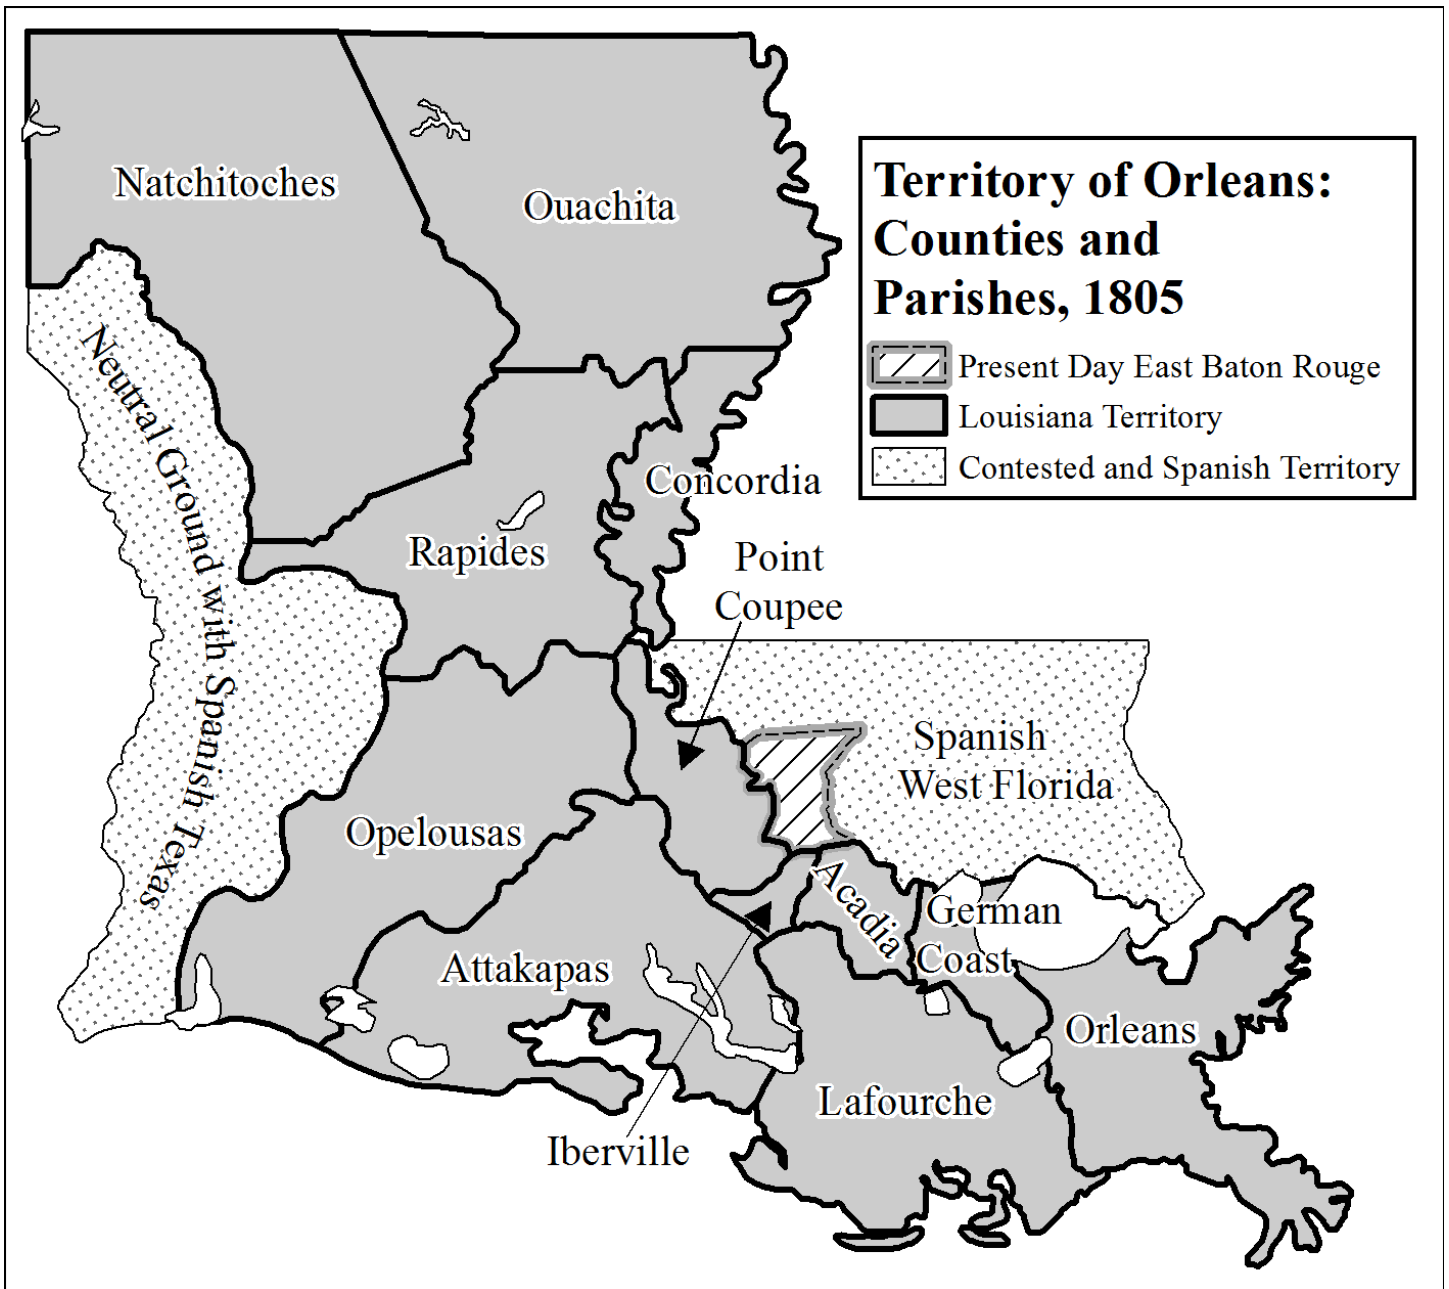 Natchitoches
Ouachita
Territory of Orleans:
Counties and
Parishes, 1805
Present Day East Baton Rouge
Louisiana Territory
Contested and Spanish Territory
Neutral Ground with Spanish Texas
Concordia
Rapides
Point
Coupee
Spanish
West Florida
Opelousas
Acadia
German
Coast
Attakapas
Orleans
Lafourche
Iberville